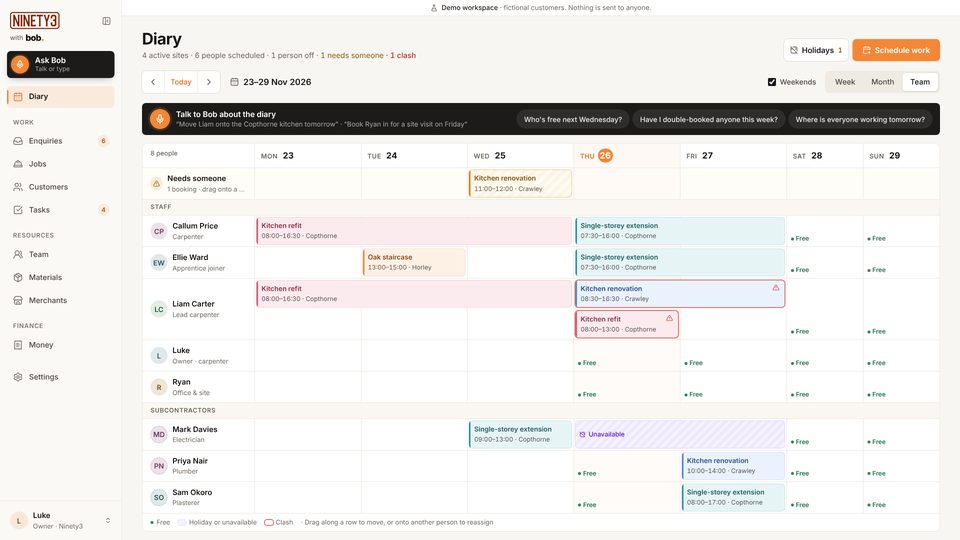 Demo workspace · fictional customers. Nothing is sent to anyone.
NINETY3
with bob.
Ask Bob
Talk or type
Diary
WORK
Enquiries 6
Jobs
Customers
Tasks 4
RESOURCES
Team
Materials
Merchants
FINANCE
Money
Settings
L
Luke
Owner · Ninety3
Diary
4 active sites · 6 people scheduled · 1 person off · 1 needs someone · 1 clash
Holidays 1
Schedule work
Today
23–29 Nov 2026
Weekends
Week
Month
Team
Talk to Bob about the diary
"Move Liam onto the Copthorne kitchen tomorrow" · "Book Ryan in for a site visit on Friday"
Who's free next Wednesday?
Have I double-booked anyone this week?
Where is everyone working tomorrow?
8 people
MON 23
TUE 24
WED 25
THU 26
FRI 27
SAT 28
SUN 29
Needs someone
1 booking · drag onto a ...
Kitchen renovation
11:00–12:00 · Crawley
STAFF
CP
Callum Price
Carpenter
Kitchen refit
08:00–16:30 · Copthorne
Single-storey extension
07:30–16:00 · Copthorne
Free
Free
EW
Ellie Ward
Apprentice joiner
Oak staircase
13:00–15:00 · Horley
Single-storey extension
07:30–16:00 · Copthorne
Free
Free
LC
Liam Carter
Lead carpenter
Kitchen refit
08:00–16:30 · Copthorne
Kitchen renovation
08:30–16:30 · Crawley
Kitchen refit
08:00–13:00 · Copthorne
Free
Free
L
Luke
Owner · carpenter
Free
Free
Free
Free
R
Ryan
Office & site
Free
Free
Free
Free
SUBCONTRACTORS
MD
Mark Davies
Electrician
Single-storey extension
09:00–13:00 · Copthorne
Unavailable
Free
Free
PN
Priya Nair
Plumber
Free
Kitchen renovation
10:00–14:00 · Crawley
Free
Free
SO
Sam Okoro
Plasterer
Free
Single-storey extension
08:00–17:00 · Copthorne
Free
Free
Free
Holiday or unavailable
Clash
· Drag along a row to move, or onto another person to reassign